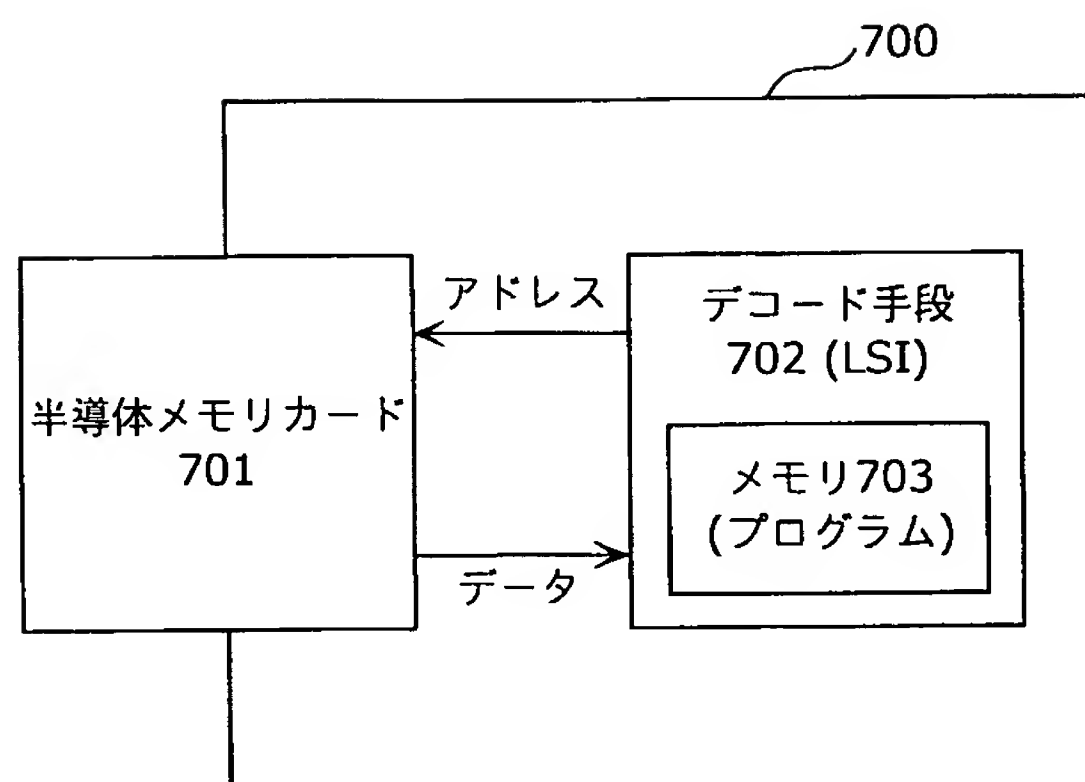 700
アドレス
デコード手段
702 (LSI)
半導体メモリカード
701
メモリ703
(プログラム)
データ